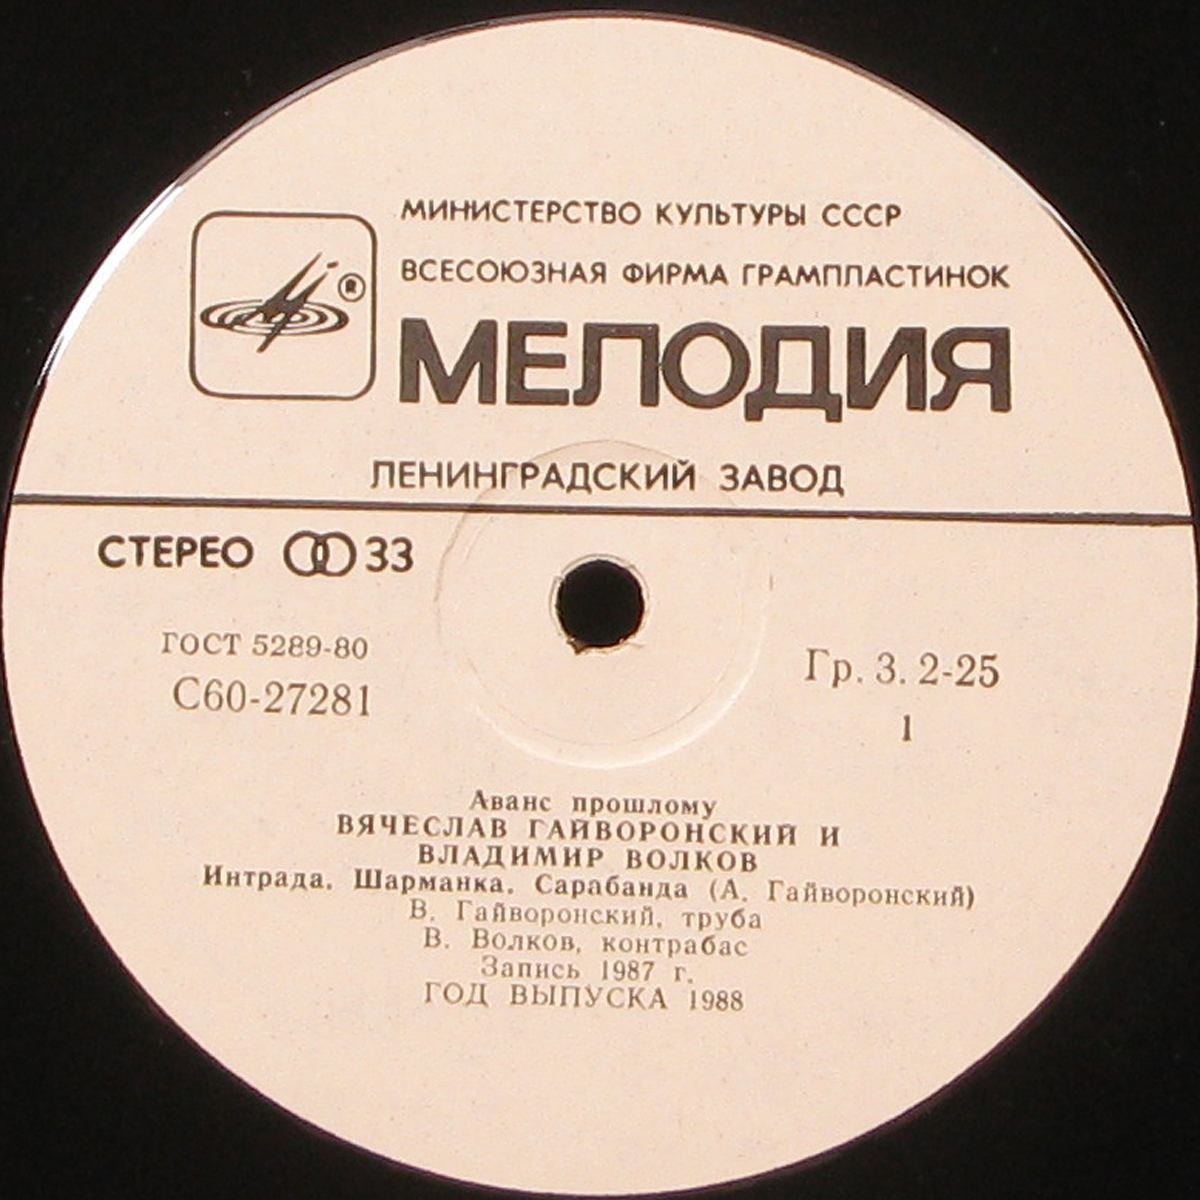 МИНИСТЕРСТВО КУЛЬТУРЫ СССР
ВСЕСОЮЗНАЯ ФИРМА ГРАМПЛАСТИНОК
®
МЕЛОДИЯ
ЛЕНИНГРАДСКИЙ ЗАВОД
СТЕРЕО 33
ГОСТ 5289-80
С60-27281
Гр. 3. 2-25
1
Аванс прошлому
ВЯЧЕСЛАВ ГАЙВОРОНСКИЙ И
ВЛАДИМИР ВОЛКОВ
Интрада. Шарманка. Сарабанда (А. Гайворонский)
В. Гайворонский, труба
В. Волков, контрабас
Запись 1987 г.
ГОД ВЫПУСКА 1988